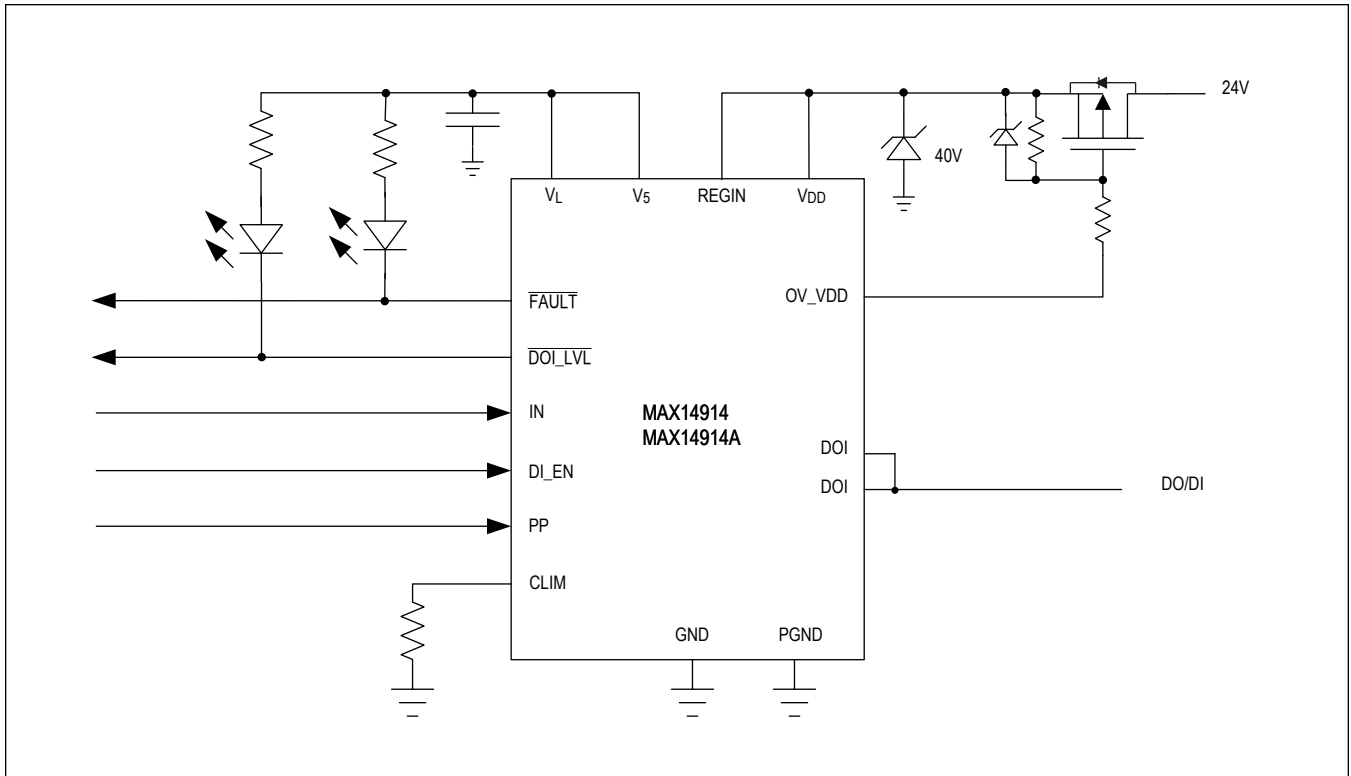 24V
40V
VL
V5
REGIN
VDD
FAULT
OV_VDD
DOI_LVL
IN
MAX14914
MAX14914A
DI_EN
DOI
DOI
DO/DI
PP
CLIM
GND
PGND